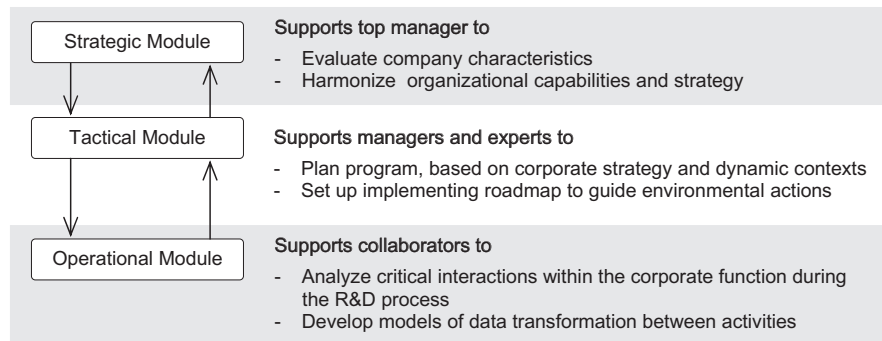 Strategic Module
Supports top manager to
- Evaluate company characteristics
- Harmonize organizational capabilities and strategy
Tactical Module
Supports managers and experts to
- Plan program, based on corporate strategy and dynamic contexts
- Set up implementing roadmap to guide environmental actions
Operational Module
Supports collaborators to
- Analyze critical interactions within the corporate function during
the R&D process
- Develop models of data transformation between activities